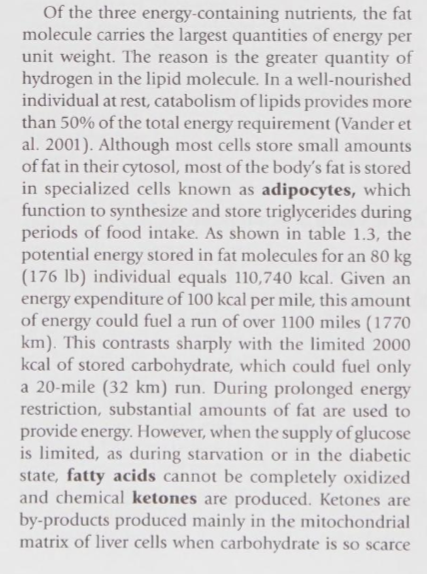 Of the three energy-containing nutrients, the fat
molecule carries the largest quantities of energy per
unit weight. The reason is the greater quantity of
hydrogen in the lipid molecule. In a well-nourished
individual at rest, catabolism of lipids provides more
than 50% of the total energy requirement (Vander et
al. 2001). Although most cells store small amounts
of fat in their cytosol, most of the body's fat is stored
in specialized cells known as adipocytes, which
function to synthesize and store triglycerides during
periods of food intake. As shown in table 1.3, the
potential energy stored in fat molecules for an 80 kg
(176 lb) individual equals 110,740 kcal. Given an
energy expenditure of 100 kcal per mile, this amount
of energy could fuel a run of over 1100 miles (1770
km). This contrasts sharply with the limited 2000
kcal of stored carbohydrate, which could fuel only
a 20-mile (32 km) run. During prolonged energy
restriction, substantial amounts of fat are used to
provide energy. However, when the supply of glucose
is limited, as during starvation or in the diabetic
state, fatty acids cannot be completely oxidized
and chemical ketones are produced. Ketones are
by-products produced mainly in the mitochondrial
matrix of liver cells when carbohydrate is so scarce